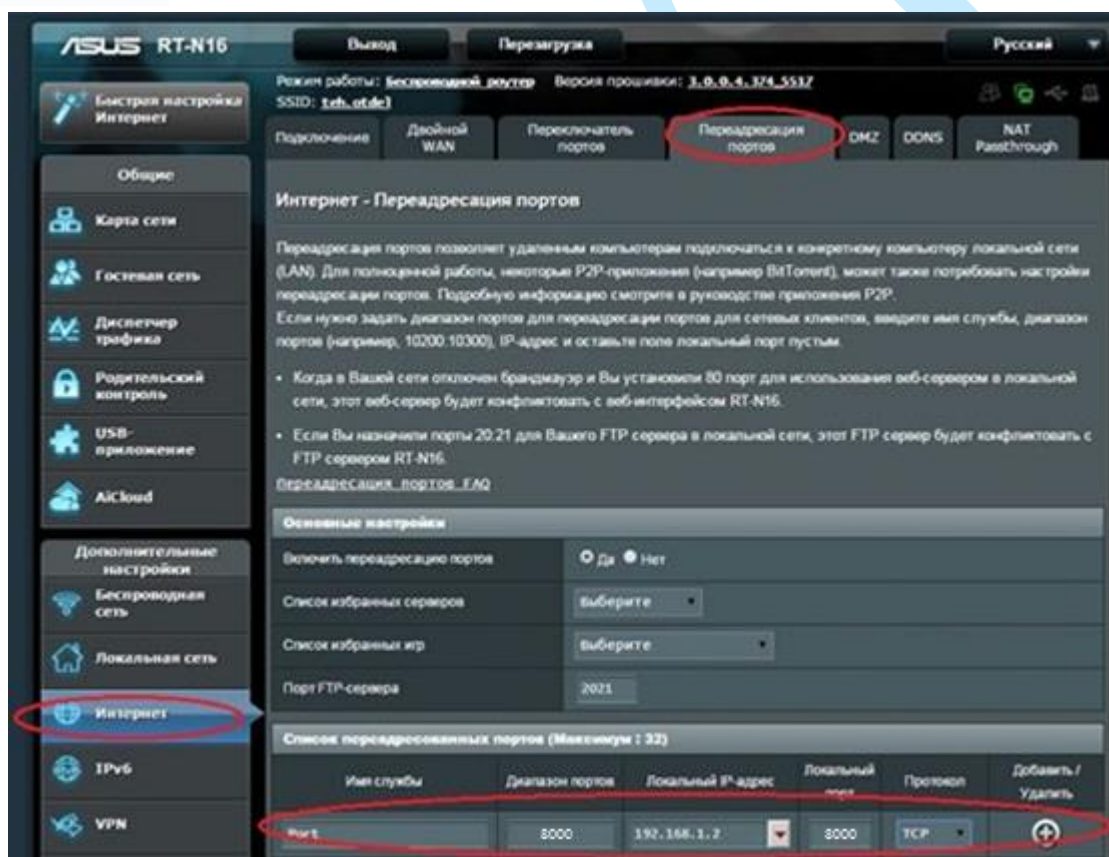 ASUS RT-N16
Выход
Перезагрузка
Русский
Быстрая настройка
Интернет
Режим работы: Беспроводной роутер Версия прошивки: 3.0.0.4.374_5517
SSID: teh.otdel
Подключение
Двойной
WAN
Переключатель
портов
Переадресация
портов
DMZ
DDNS
NAT
Passthrough
Общие
Карта сети
Гостевая сеть
Диспетчер
трафика
Родительский
контроль
USB-
приложение
AiCloud
Дополнительные
настройки
Беспроводная
сеть
Локальная сеть
Интернет
IPv6
VPN
Интернет - Переадресация портов
Переадресация портов позволяет удаленным компьютерам подключаться к конкретному компьютеру локальной сети
(LAN). Для полноценной работы, некоторые P2P-приложения (например BitTorrent), может также потребовать настройки
переадресации портов. Подробную информацию смотрите в руководстве приложения P2P.
Если нужно задать диапазон портов для переадресации портов для сетевых клиентов, введите имя службы, диапазон
портов (например, 10200:10300), IP-адрес и оставьте поле локальный порт пустым.
• Когда в Вашей сети отключен брандмауэр и Вы установили 80 порт для использования веб-сервером в локальной
сети, этот веб-сервер будет конфликтовать с веб-интерфейсом RT-N16.
• Если Вы назначили порты 20:21 для Вашего FTP сервера в локальной сети, этот FTP сервер будет конфликтовать с
FTP сервером RT-N16.
Переадресация портов FAQ
Основные настройки
Включить переадресацию портов Да Нет
Список избранных серверов Выберите
Список избранных игр Выберите
Порт FTP-сервера 2021
Список переадресованных портов (Максимум : 32)
Имя службы
Диапазон портов
Локальный IP-адрес
Локальный
порт
Протокол
Добавить /
Удалить
Port 8000 192.168.1.2 8000 TCP